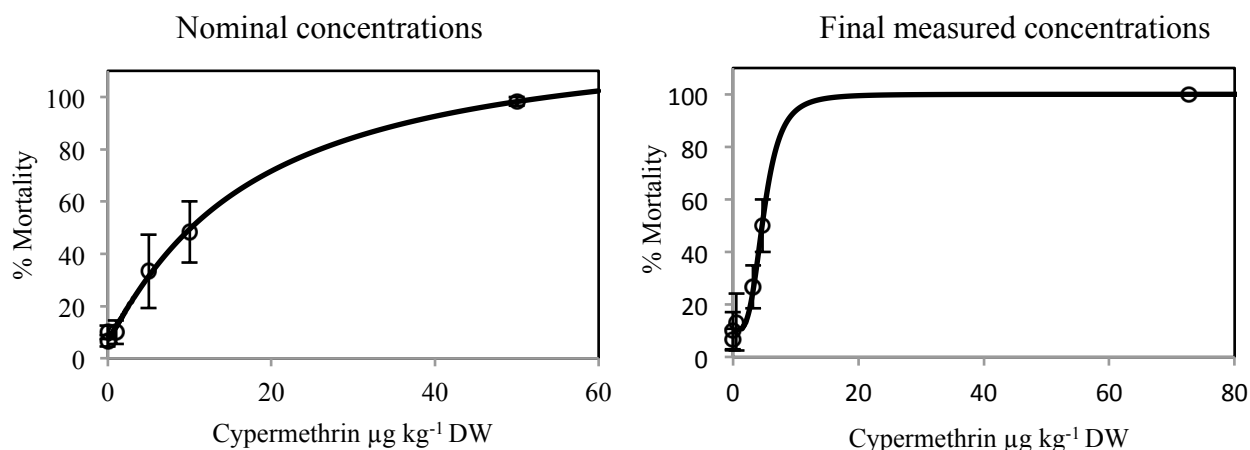 Nominal concentrations
% Mortality
100
80
60
40
20
0
0 20 40 60
Cypermethrin µg kg⁻¹ DW
Final measured concentrations
% Mortality
100
80
60
40
20
0
0 20 40 60 80
Cypermethrin µg kg⁻¹ DW